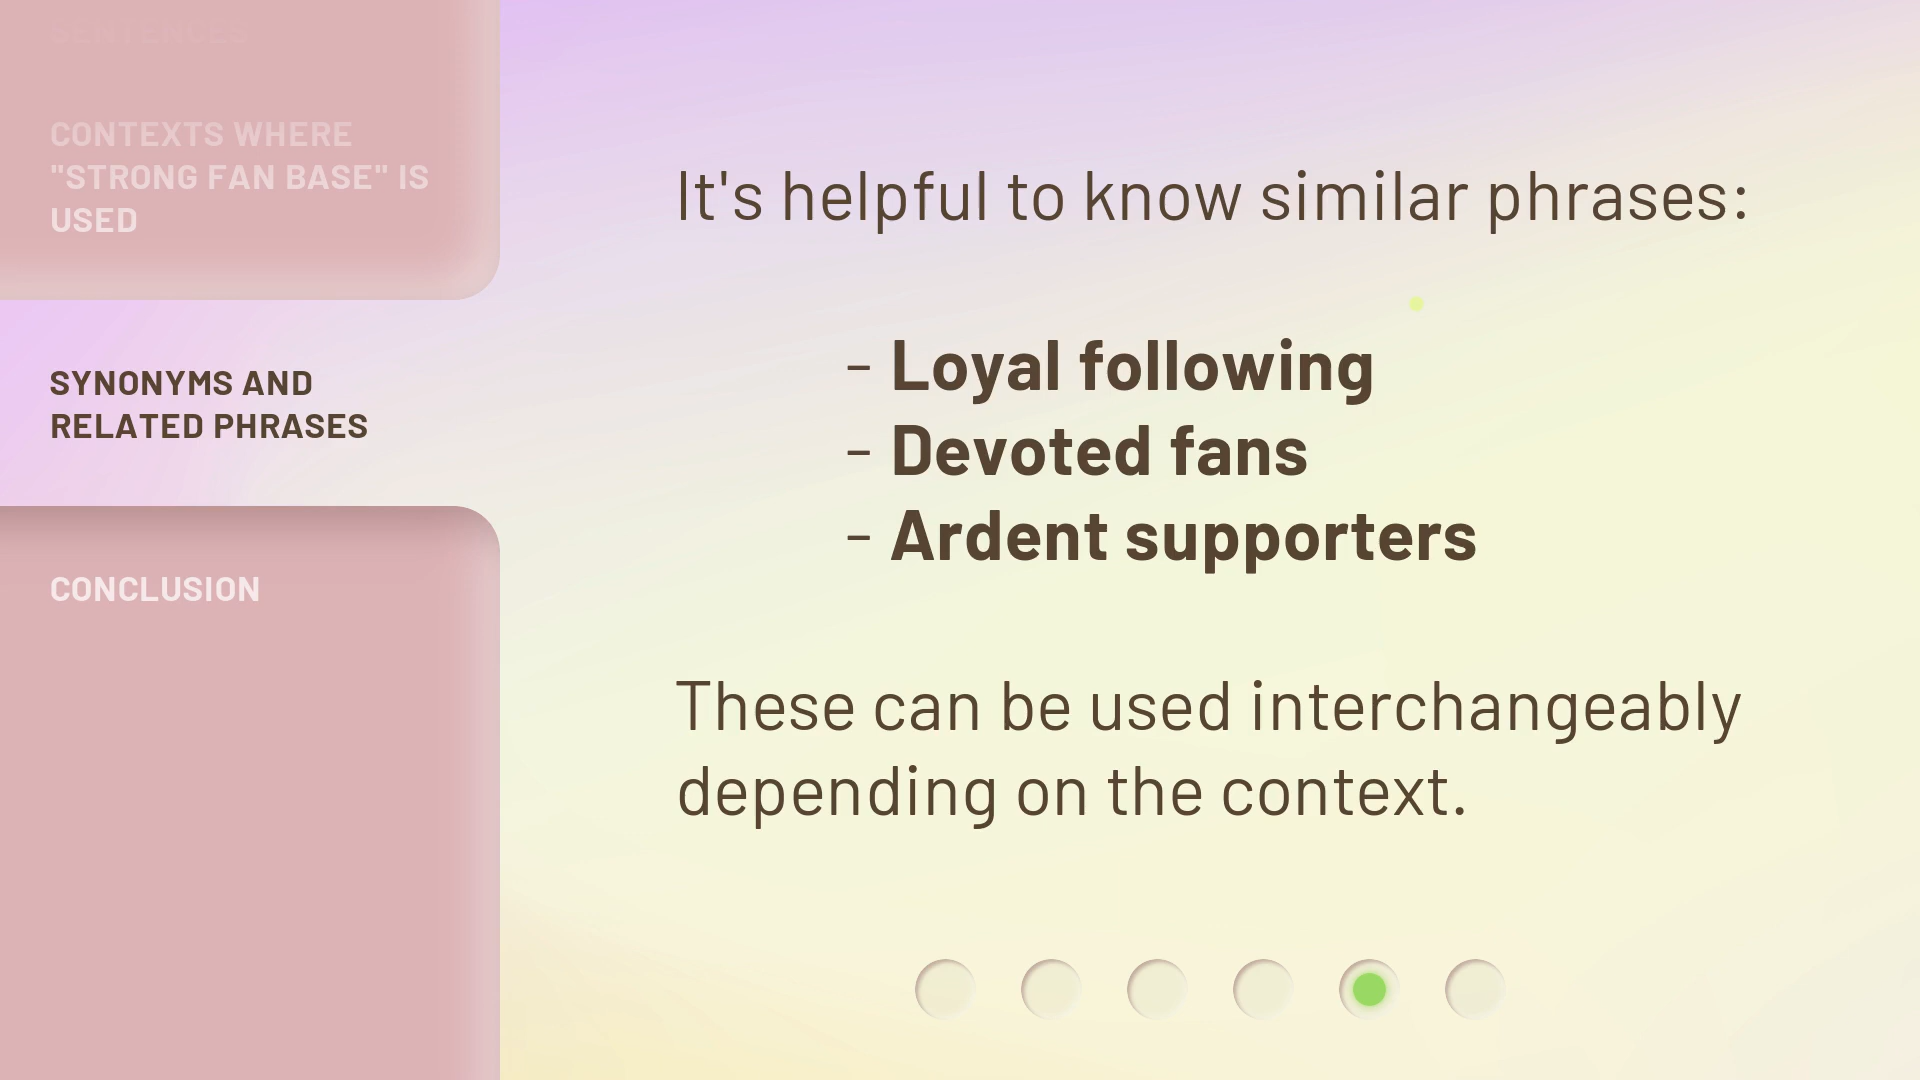 SENTENCES
CONTEXTS WHERE
"STRONG FAN BASE" IS
USED
SYNONYMS AND
RELATED PHRASES
CONCLUSION
It's helpful to know similar phrases:
- Loyal following
- Devoted fans
- Ardent supporters
These can be used interchangeably
depending on the context.